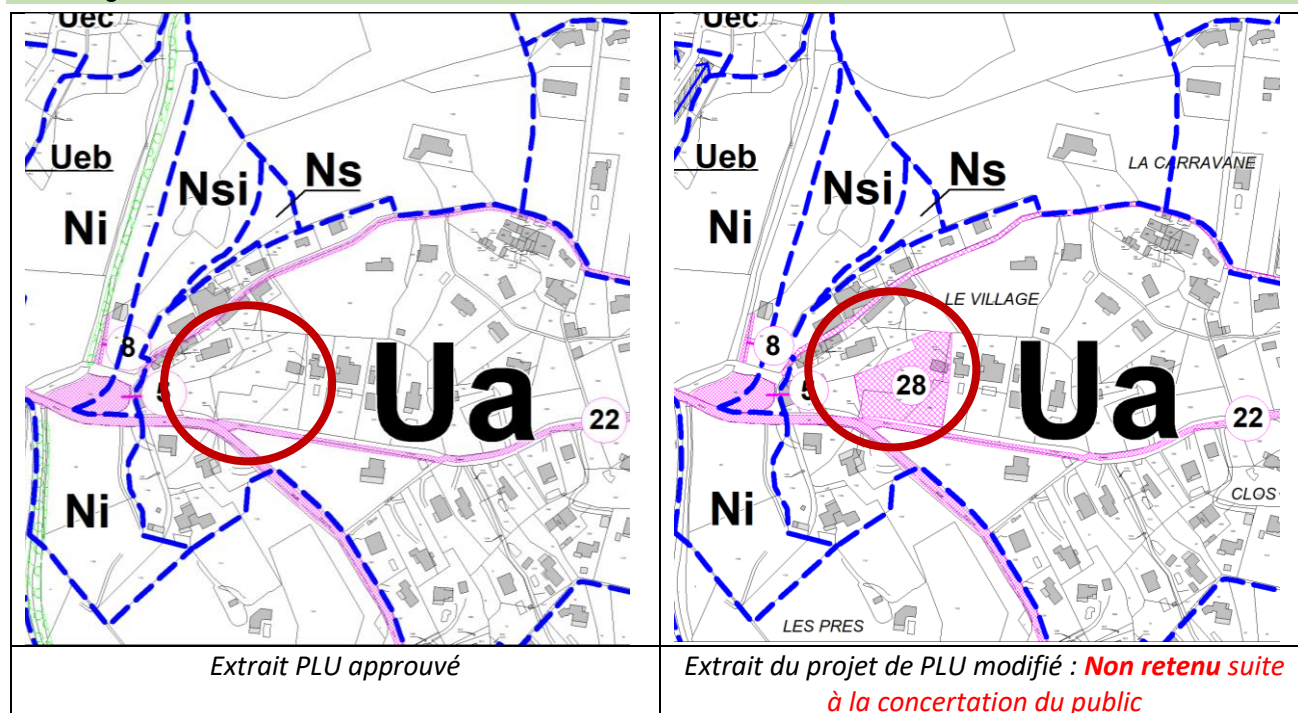 Uec
Ueb
Ni
Nsi
Ns
8
5
Ua
22
Ni
Extrait PLU approuvé
Uec
Ueb
Ni
Nsi
Ns
LA CARRAVANE
LE VILLAGE
8
5
28
Ua
22
Ni
CLOS
LES PRES
Extrait du projet de PLU modifié : Non retenu suite
à la concertation du public